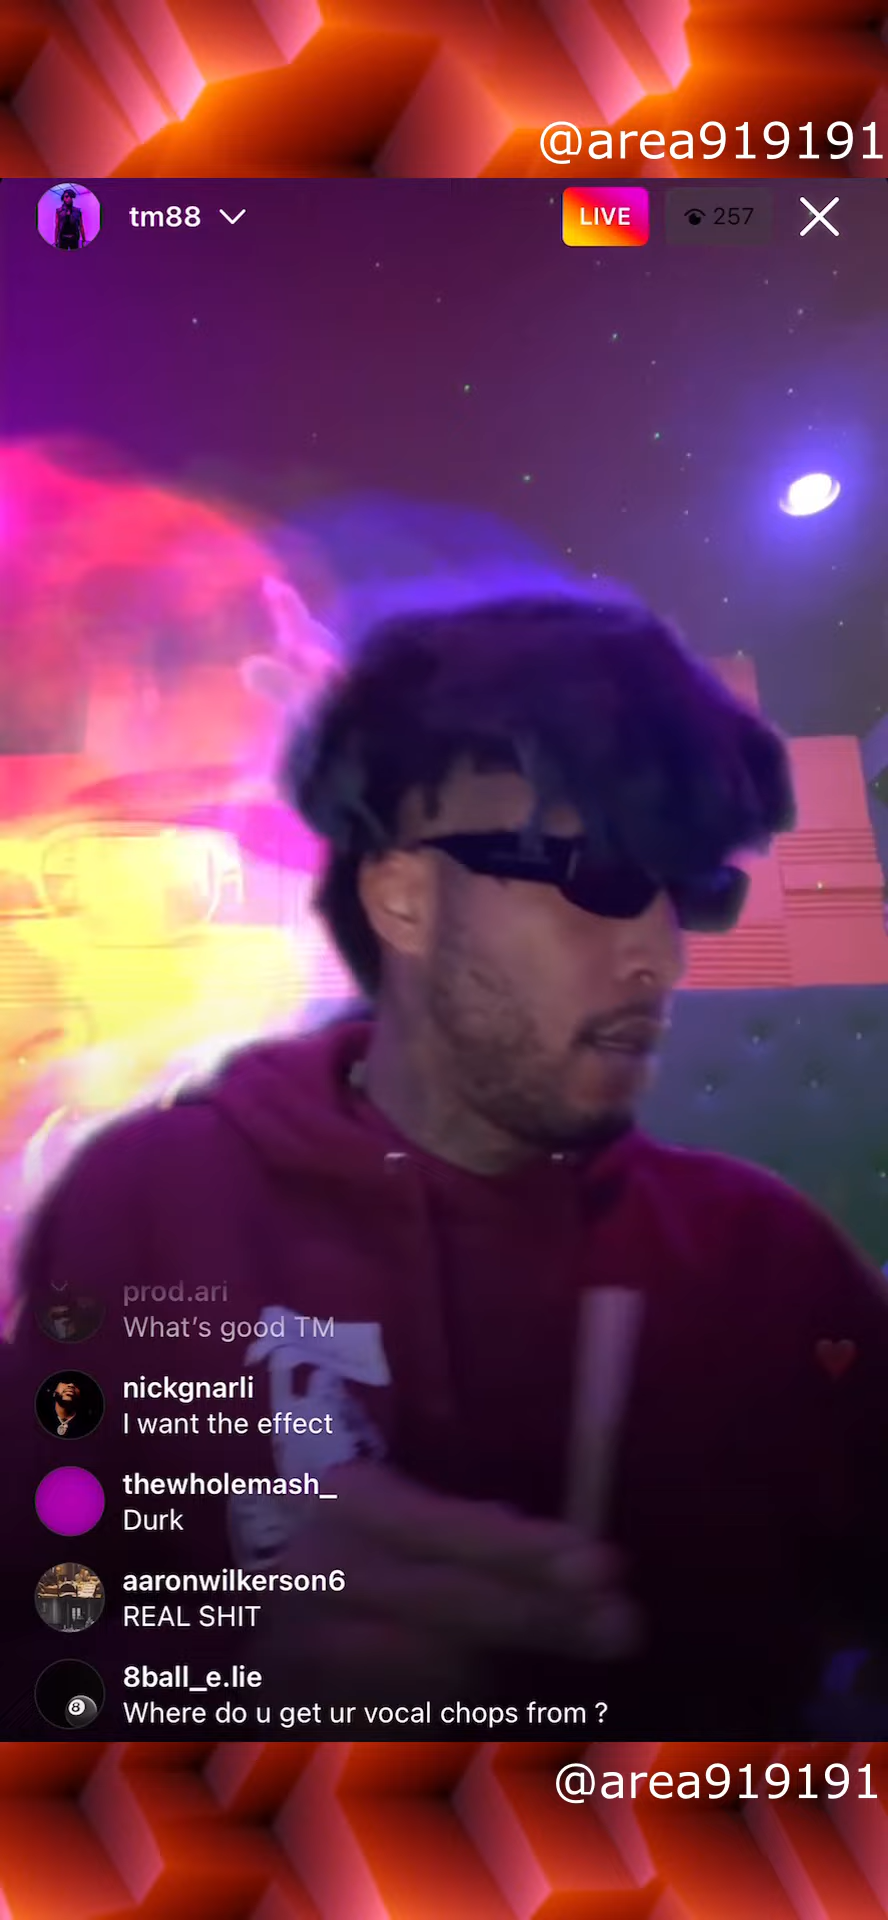 @area919191
tm88
LIVE
257
prod.ari
What's good TM
nickgnarli
I want the effect
thewholemash_
Durk
aaronwilkerson6
REAL SHIT
8ball_e.lie
Where do u get ur vocal chops from ?
@area919191